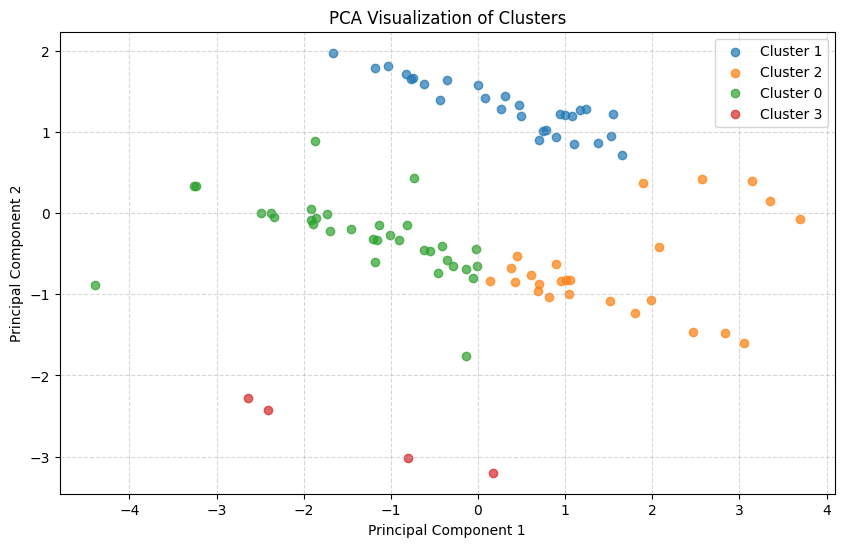 PCA Visualization of Clusters
Cluster 1
Cluster 2
Cluster 0
Cluster 3
2
1
0
−1
−2
−3
Principal Component 2
−4
−3
−2
−1
0
1
2
3
4
Principal Component 1